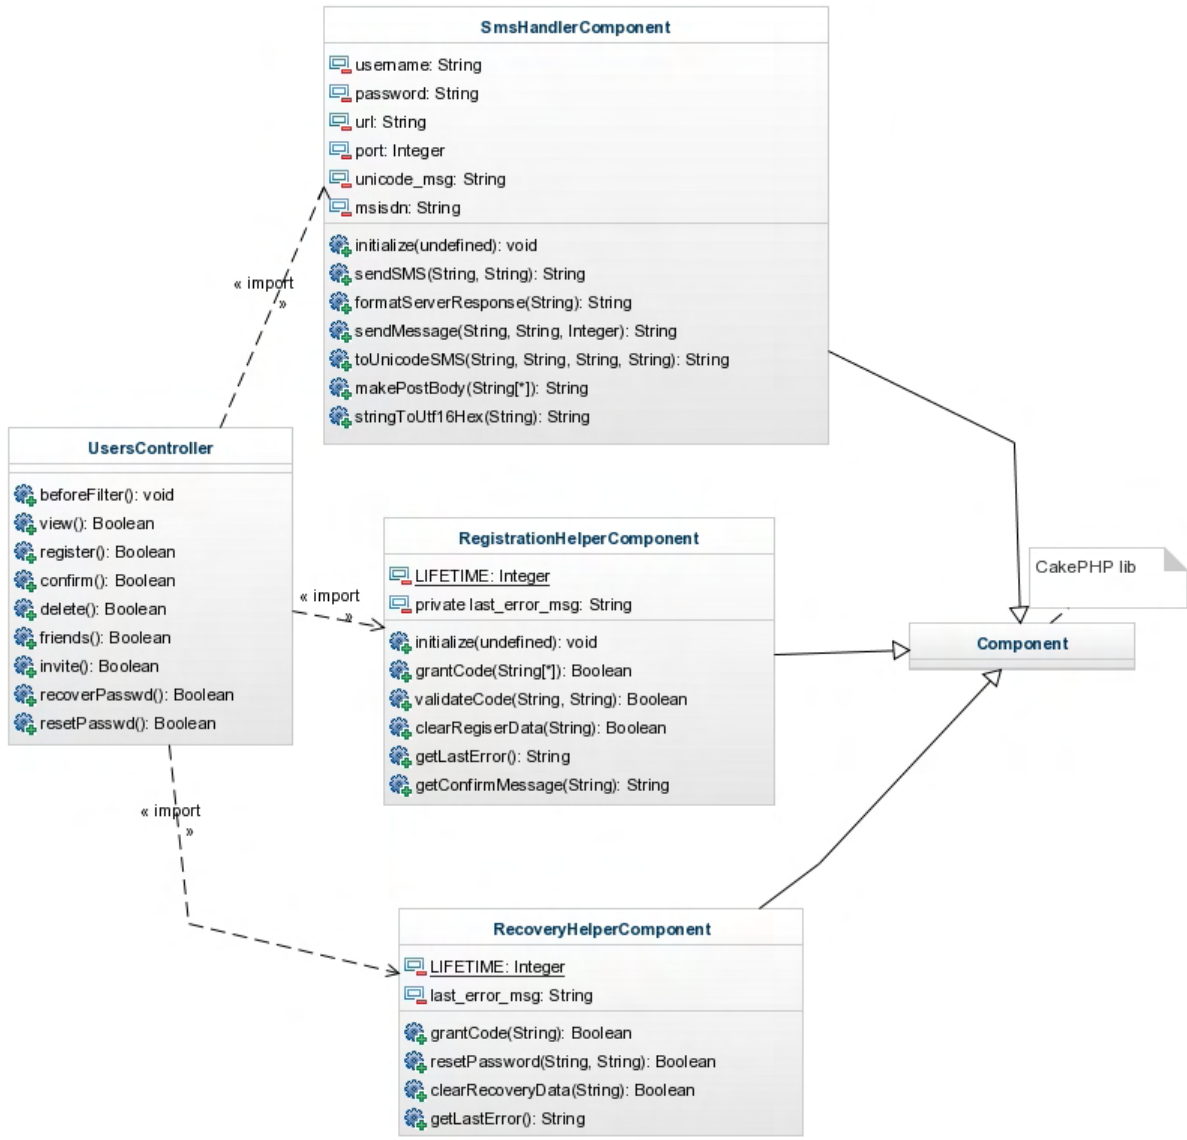 SmsHandlerComponent
username: String
password: String
url: String
port: Integer
unicode_msg: String
msisdn: String
initialize(undefined): void
sendSMS(String, String): String
formatServerResponse(String): String
sendMessage(String, String, Integer): String
toUnicodeSMS(String, String, String, String): String
makePostBody(String[*]): String
stringToUtf16Hex(String): String
« import
»
UsersController
beforeFilter(): void
view(): Boolean
register(): Boolean
confirm(): Boolean
delete(): Boolean
friends(): Boolean
invite(): Boolean
recoverPasswd(): Boolean
resetPasswd(): Boolean
« import
»
RegistrationHelperComponent
LIFETIME: Integer
private last_error_msg: String
initialize(undefined): void
grantCode(String[*]): Boolean
validateCode(String, String): Boolean
clearRegiserData(String): Boolean
getLastError(): String
getConfirmMessage(String): String
CakePHP lib
Component
« import
»
RecoveryHelperComponent
LIFETIME: Integer
last_error_msg: String
grantCode(String): Boolean
resetPassword(String, String): Boolean
clearRecoveryData(String): Boolean
getLastError(): String